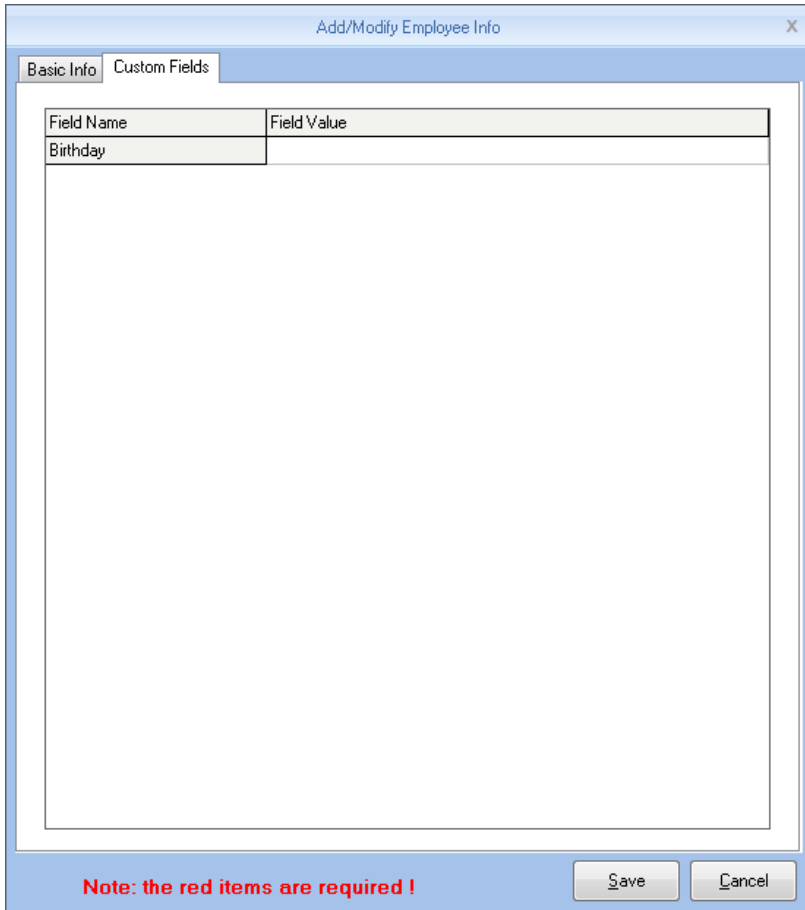 Add/Modify Employee Info X
Basic Info Custom Fields
Field Name Field Value
Birthday
Note: the red items are required !
Save Cancel